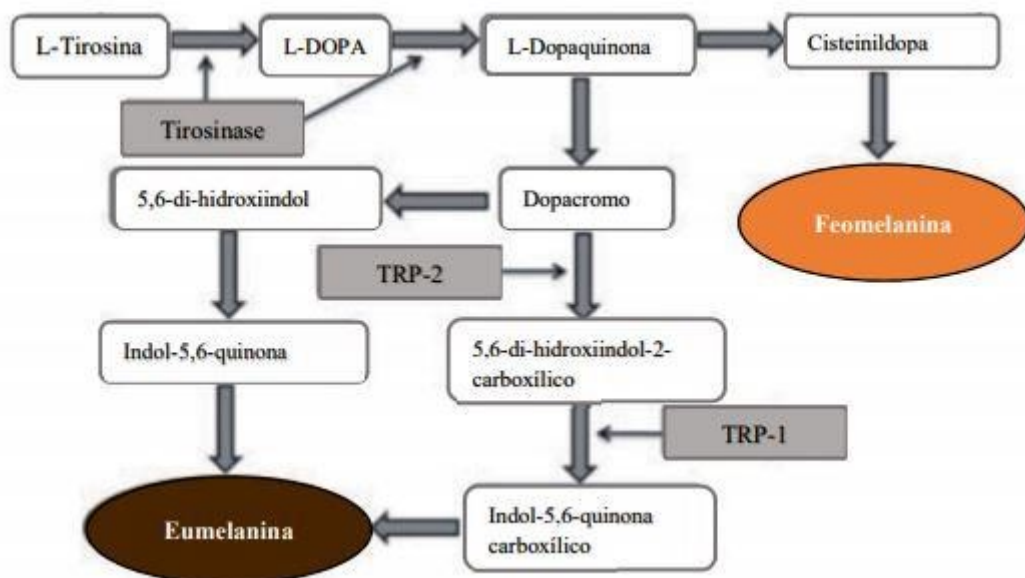 L-Tirosina
L-DOPA
L-Dopaquinona
Cisteinildopa
Tirosinase
5,6-di-hidroxiindol
Dopacromo
Feomelanina
TRP-2
Indol-5,6-quinona
5,6-di-hidroxiindol-2-
carboxílico
TRP-1
Eumelanina
Indol-5,6-quinona
carboxílico